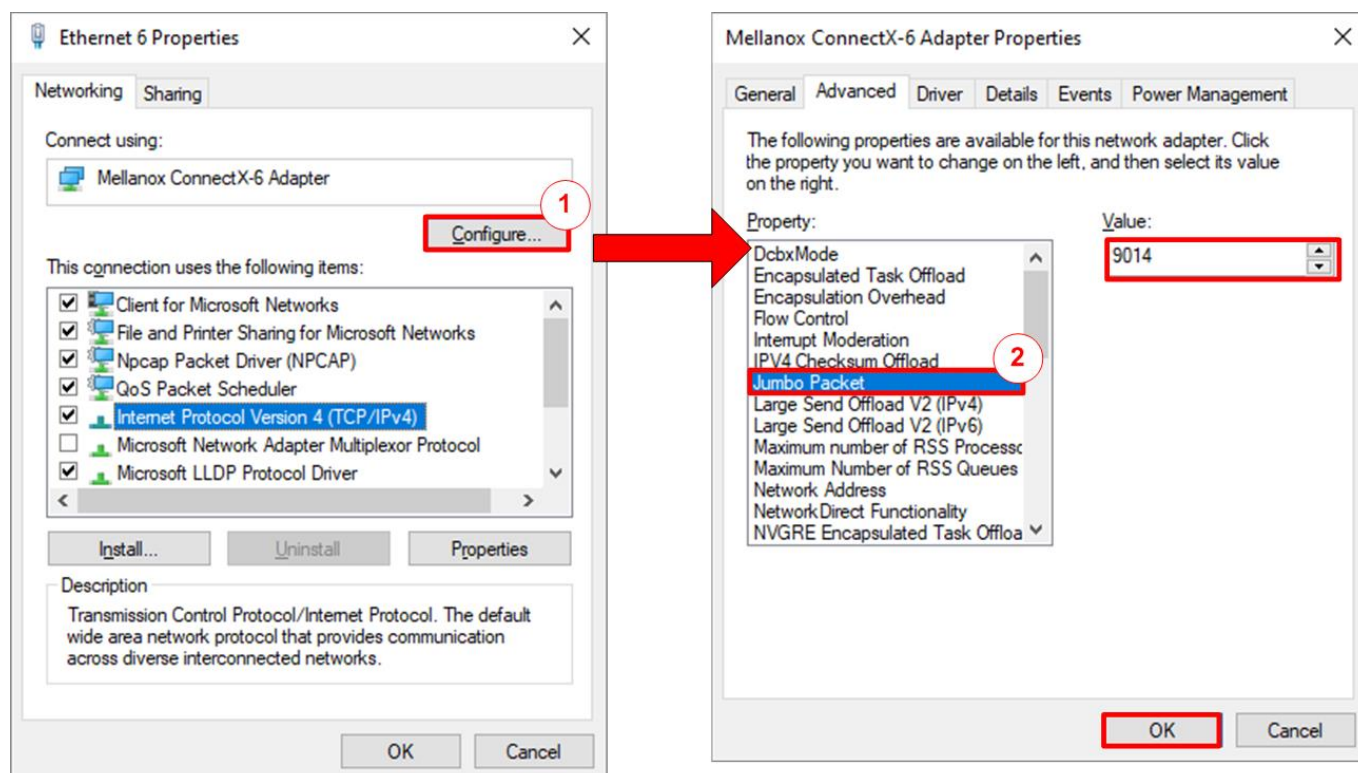 Ethernet 6 Properties
Networking
Sharing
Connect using:
Mellanox ConnectX-6 Adapter
1
Configure...
This connection uses the following items:
Client for Microsoft Networks
File and Printer Sharing for Microsoft Networks
Npcap Packet Driver (NPCAP)
QoS Packet Scheduler
Internet Protocol Version 4 (TCP/IPv4)
Microsoft Network Adapter Multiplexor Protocol
Microsoft LLDP Protocol Driver
Install...
Uninstall
Properties
Description
Transmission Control Protocol/Internet Protocol. The default
wide area network protocol that provides communication
across diverse interconnected networks.
OK
Cancel
Mellanox ConnectX-6 Adapter Properties
General
Advanced
Driver
Details
Events
Power Management
The following properties are available for this network adapter. Click
the property you want to change on the left, and then select its value
on the right.
Property:
DcbxMode
Encapsulated Task Offload
Encapsulation Overhead
Flow Control
Interrupt Moderation
IPV4 Checksum Offload
2
Jumbo Packet
Large Send Offload V2 (IPv4)
Large Send Offload V2 (IPv6)
Maximum number of RSS Processo
Maximum Number of RSS Queues
Network Address
NetworkDirect Functionality
NVGRE Encapsulated Task Offloa
Value:
9014
OK
Cancel